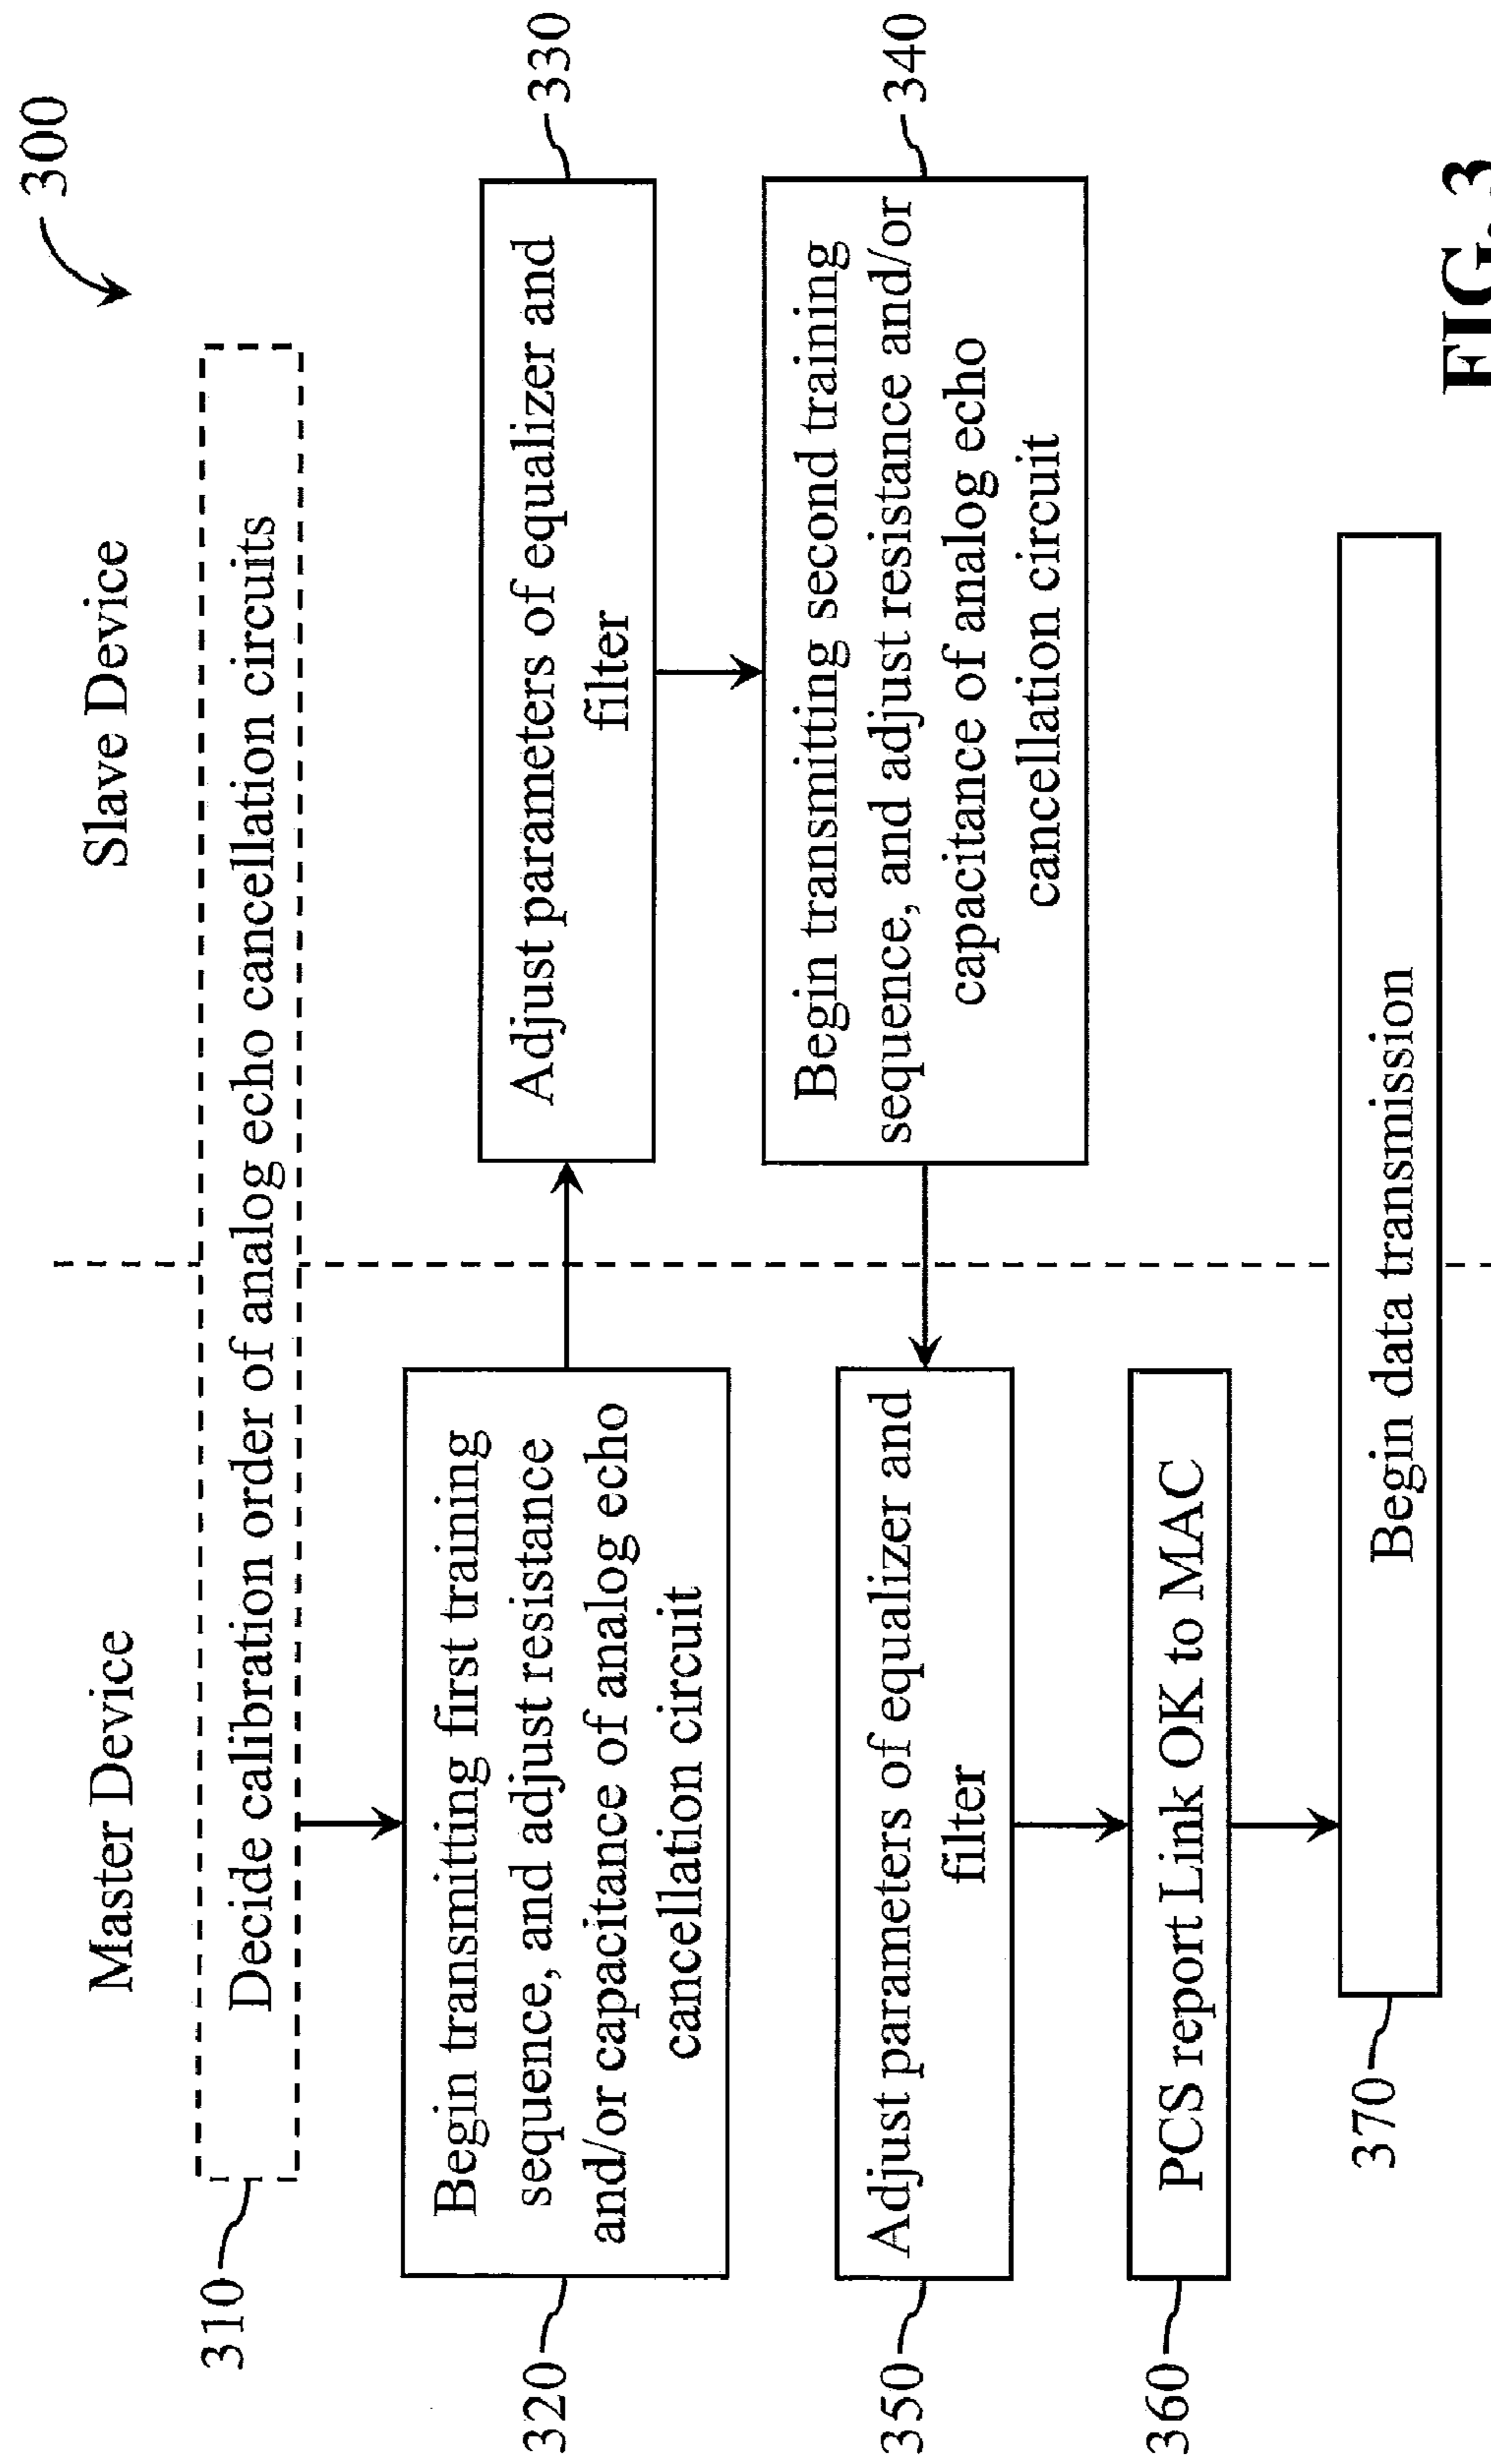 300
Master Device
Slave Device
310
Decide calibration order of analog echo cancellation circuits
320
Begin transmitting first training
sequence, and adjust resistance
and/or capacitance of analog echo
cancellation circuit
330
Adjust parameters of equalizer and
filter
340
Begin transmitting second training
sequence, and adjust resistance and/or
capacitance of analog echo
cancellation circuit
350
Adjust parameters of equalizer and
filter
360
PCS report Link OK to MAC
370
Begin data transmission
FIG. 3